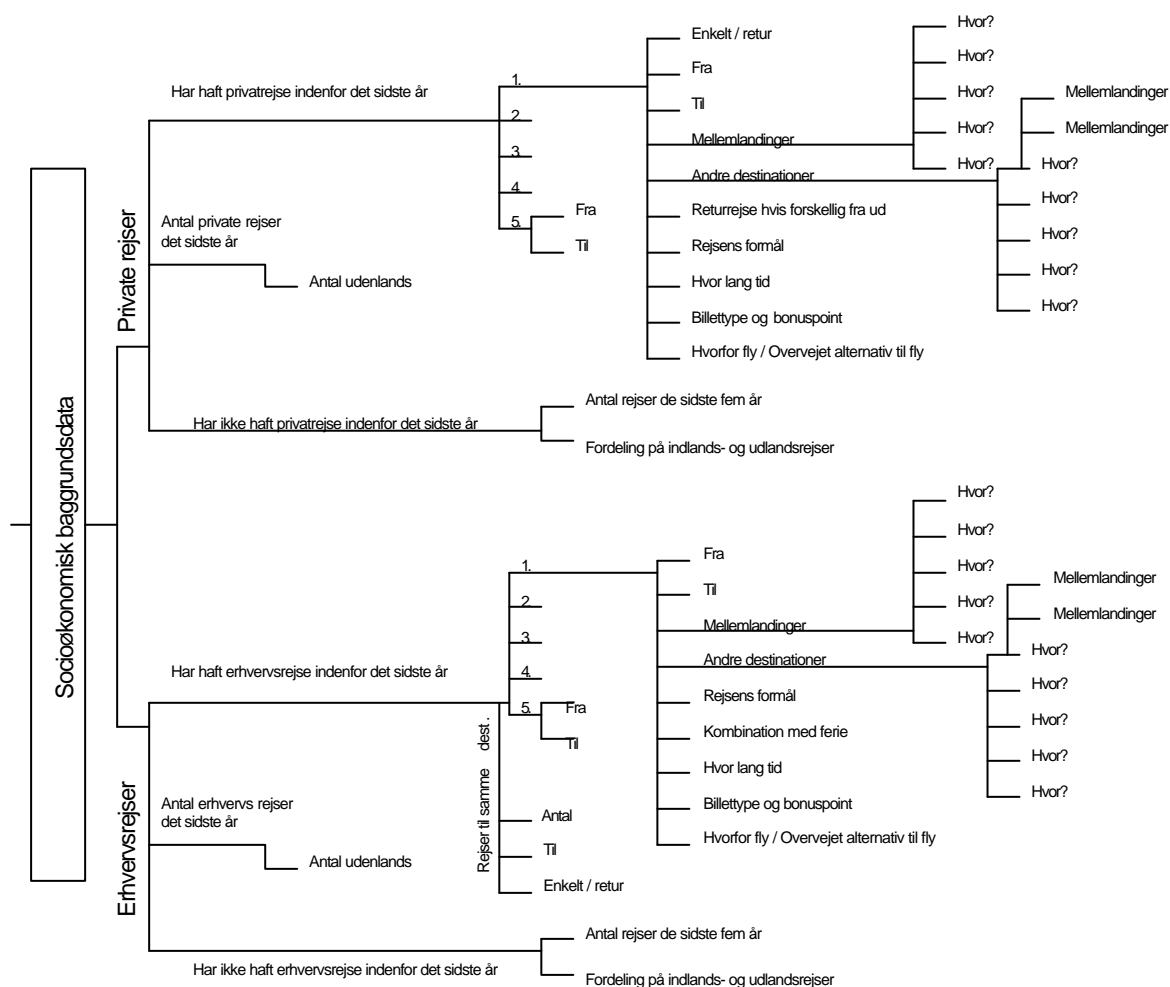 Socioøkonomisk baggrundsdata
Private rejser
Har haft privatrejse indenfor det sidste år
1.
2.
3.
4.
5.
Fra
Til
Enkelt / retur
Fra
Til
Mellemlandinger
Hvor?
Hvor?
Hvor?
Hvor?
Hvor?
Andre destinationer
Mellemlandinger
Mellemlandinger
Hvor?
Hvor?
Hvor?
Hvor?
Hvor?
Returrejse hvis forskellig fra ud
Rejsens formål
Hvor lang tid
Billettype og bonuspoint
Hvorfor fly / Overvejet alternativ til fly
Antal private rejser
det sidste år
Antal udenlands
Har ikke haft privatrejse indenfor det sidste år
Antal rejser de sidste fem år
Fordeling på indlands- og udlandsrejser
Erhvervsrejser
Har haft erhvervsrejse indenfor det sidste år
1.
2.
3.
4.
5.
Fra
Til
Fra
Til
Mellemlandinger
Hvor?
Hvor?
Hvor?
Hvor?
Hvor?
Andre destinationer
Mellemlandinger
Mellemlandinger
Hvor?
Hvor?
Hvor?
Hvor?
Hvor?
Rejsens formål
Kombination med ferie
Hvor lang tid
Billettype og bonuspoint
Hvorfor fly / Overvejet alternativ til fly
Rejser til samme dest.
Antal
Til
Enkelt / retur
Antal erhvervs rejser
det sidste år
Antal udenlands
Har ikke haft erhvervsrejse indenfor det sidste år
Antal rejser de sidste fem år
Fordeling på indlands- og udlandsrejser